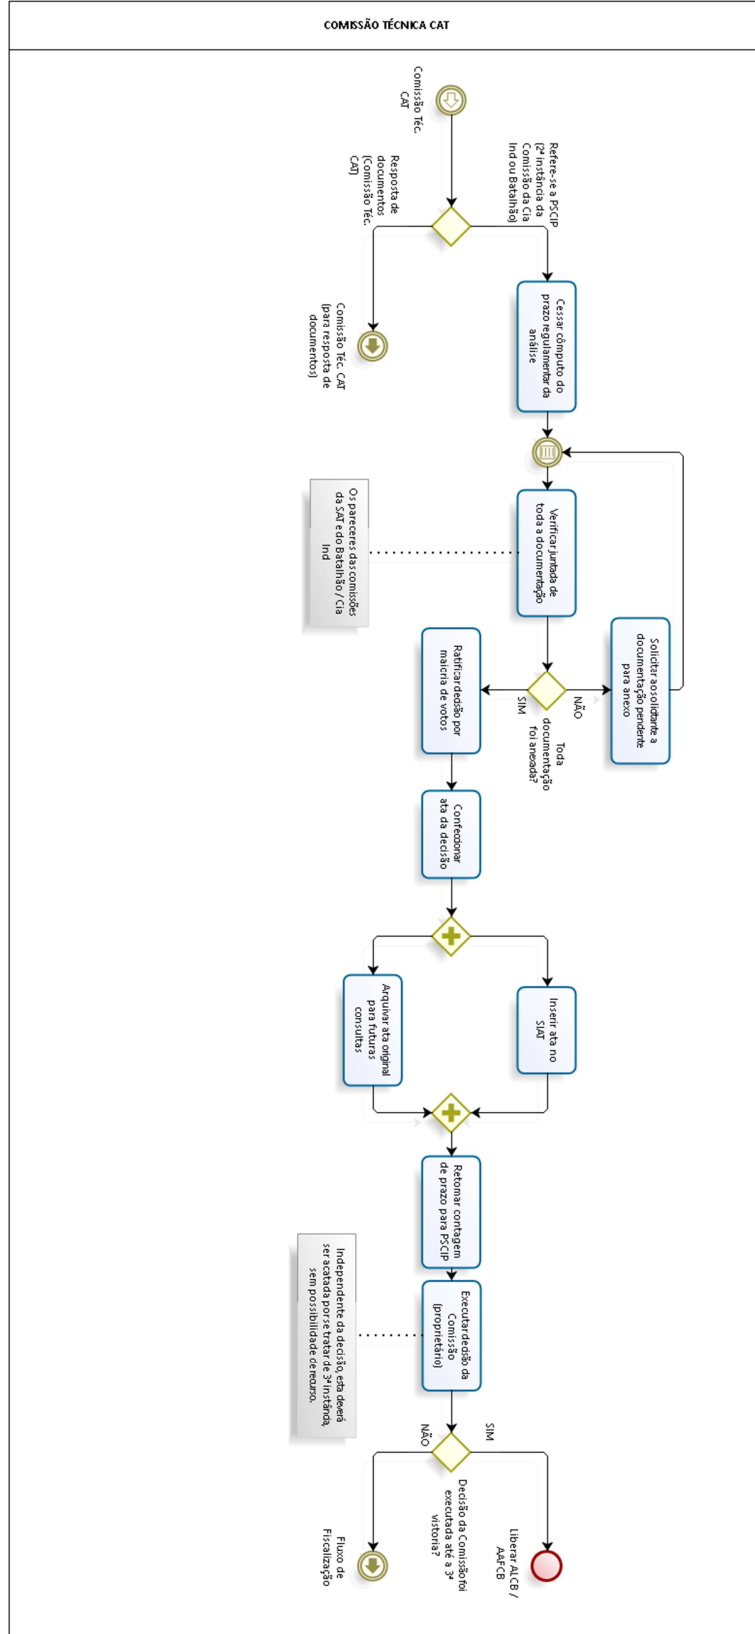 COMISSÃO TÉCNICA CAT
Comissão Téc.
CAT
Refere-se a PSCIP
(2ª instância da
Comissão da Cia
Ind ou Batalhão)
Resposta de
documentos
(Comissão Téc.
CAT)
Comissão Téc. CAT
(para resposta de
documentos)
Cessar cômputo do
prazo regulamentar da
análise
Verificar juntada de
toda a documentação
Os pareceres das comissões
da SAT e do Batalhão / Cia
Ind
Solicitar ao solicitante a
documentação pendente
para anexo
NÃO
SIM
Toda
documentação
foi anexada?
Ratificar decisão por
maioria de votos
Confeccionar
ata da decisão
Inserir ata no
SIAT
Arquivar ata original
para futuras
consultas
Retomar contagem
de prazo para PSCIP
Executar decisão da
Comissão
(proprietário)
Independente da decisão, esta deverá
ser acatada por se tratar de 3ª instância,
sem possibilidade de recurso.
SIM
NÃO
Decisão da Comissão foi
executada até a 3ª
vistoria?
Liberar ALCB /
AAFCB
Fluxo de
Fiscalização